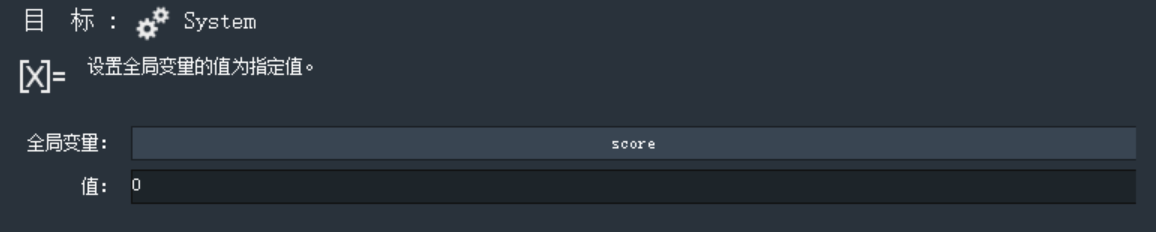 目 标： System
[X]= 设置全局变量的值为指定值。
全局变量： score
值： 0